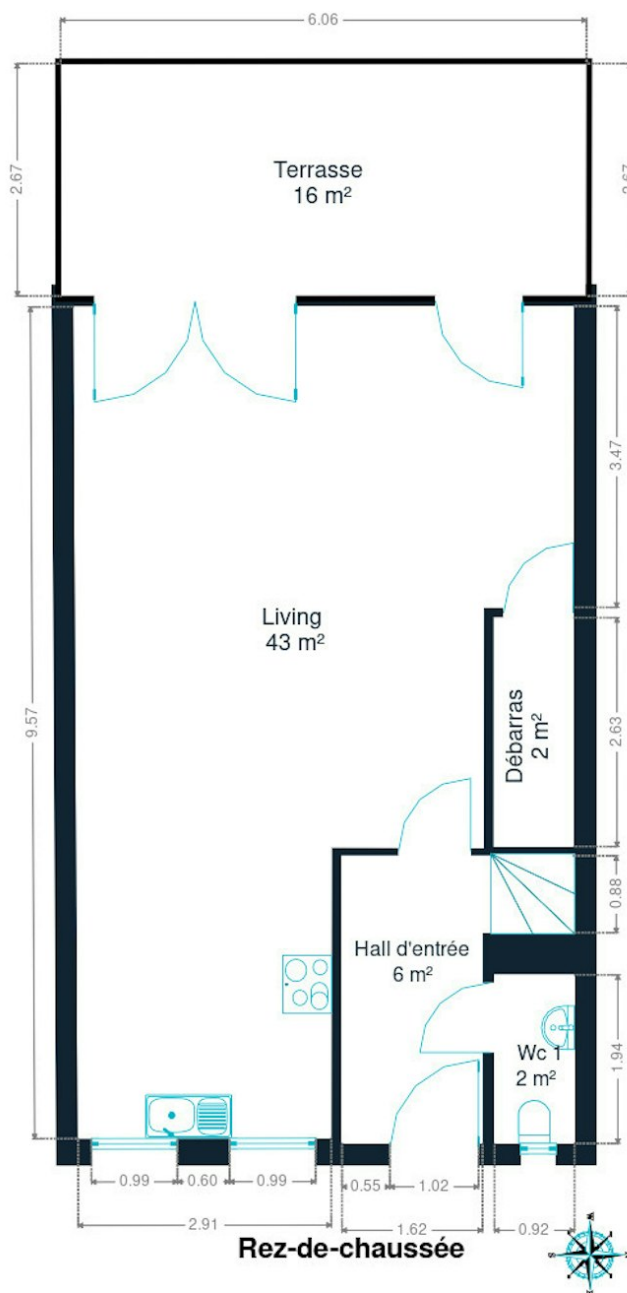 6.06
2.67
2.67
Terrasse
16 m²
9.57
3.47
Living
43 m²
Débarras
2 m²
2.63
0.88
Hall d'entrée
6 m²
Wc 1
2 m²
1.94
0.99
0.60
0.99
0.55
1.02
2.91
1.62
0.92
Rez-de-chaussée